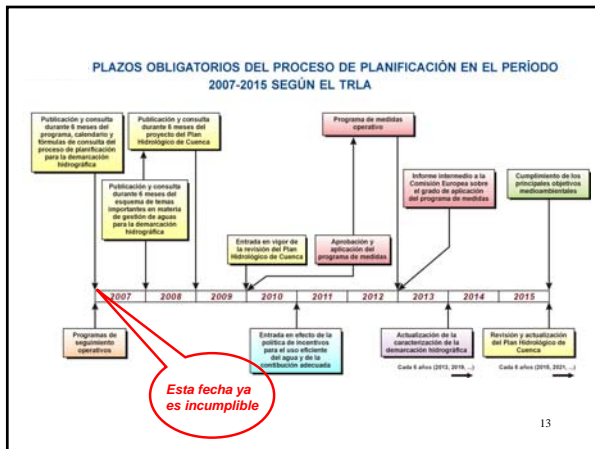 PLAZOS OBLIGATORIOS DEL PROCESO DE PLANIFICACIÓN EN EL PERÍODO
2007-2015 SEGÚN EL TRLA
Publicación y consulta
durante 6 meses del
programa, calendario y
fórmulas de consulta del
proceso de planificación
para la demarcación
hidrográfica
Publicación y consulta
durante 6 meses del
proyecto del Plan
Hidrológico de Cuenca
Programa de medidas
operativo
Publicación y consulta
durante 6 meses del
esquema de temas
importantes en materia
de gestión de aguas
para la demarcación
hidrográfica
Informe intermedio a la
Comisión Europea sobre
el grado de aplicación
del programa de medidas
Cumplimiento de los
principales objetivos
medioambientales
Entrada en vigor de
la revisión del Plan
Hidrológico de Cuenca
Aprobación y
aplicación del
programa de medidas
2007 2008 2009 2010 2011 2012 2013 2014 2015
Programas de
seguimiento
operativos
Entrada en efecto de la
política de incentivos
para el uso eficiente
del agua y de la
contibución adecuada
Actualización de la
caracterización de la
demarcación hidrográfica
Revisión y actualización
del Plan Hidrológico de
Cuenca
Cada 6 años (2013, 2019, ...)
Cada 6 años (2015, 2021, ...)
Esta fecha ya
es incumplible
13